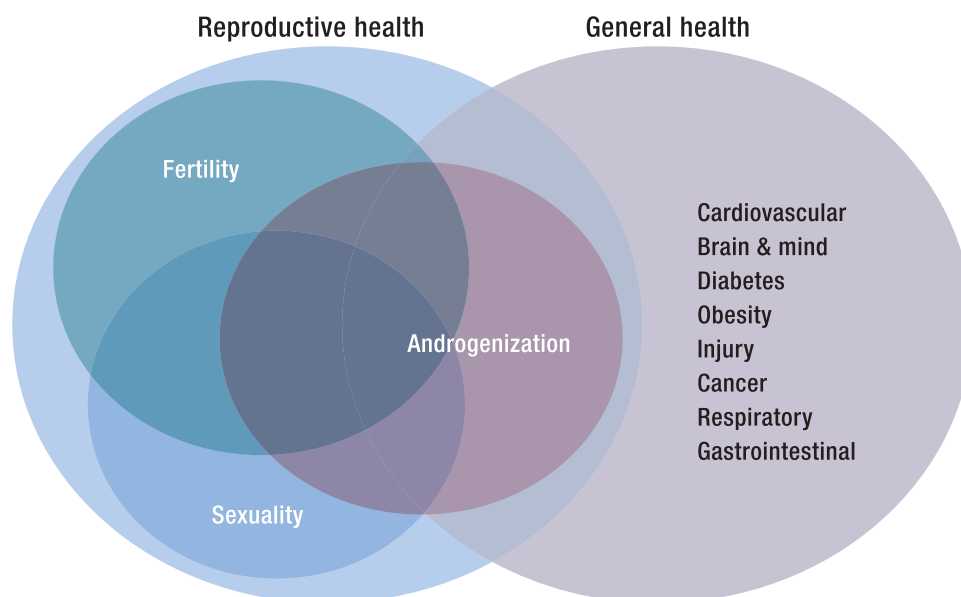 Reproductive health
General health
Fertility
Cardiovascular
Brain & mind
Diabetes
Obesity
Injury
Androgenization
Cancer
Respiratory
Gastrointestinal
Sexuality